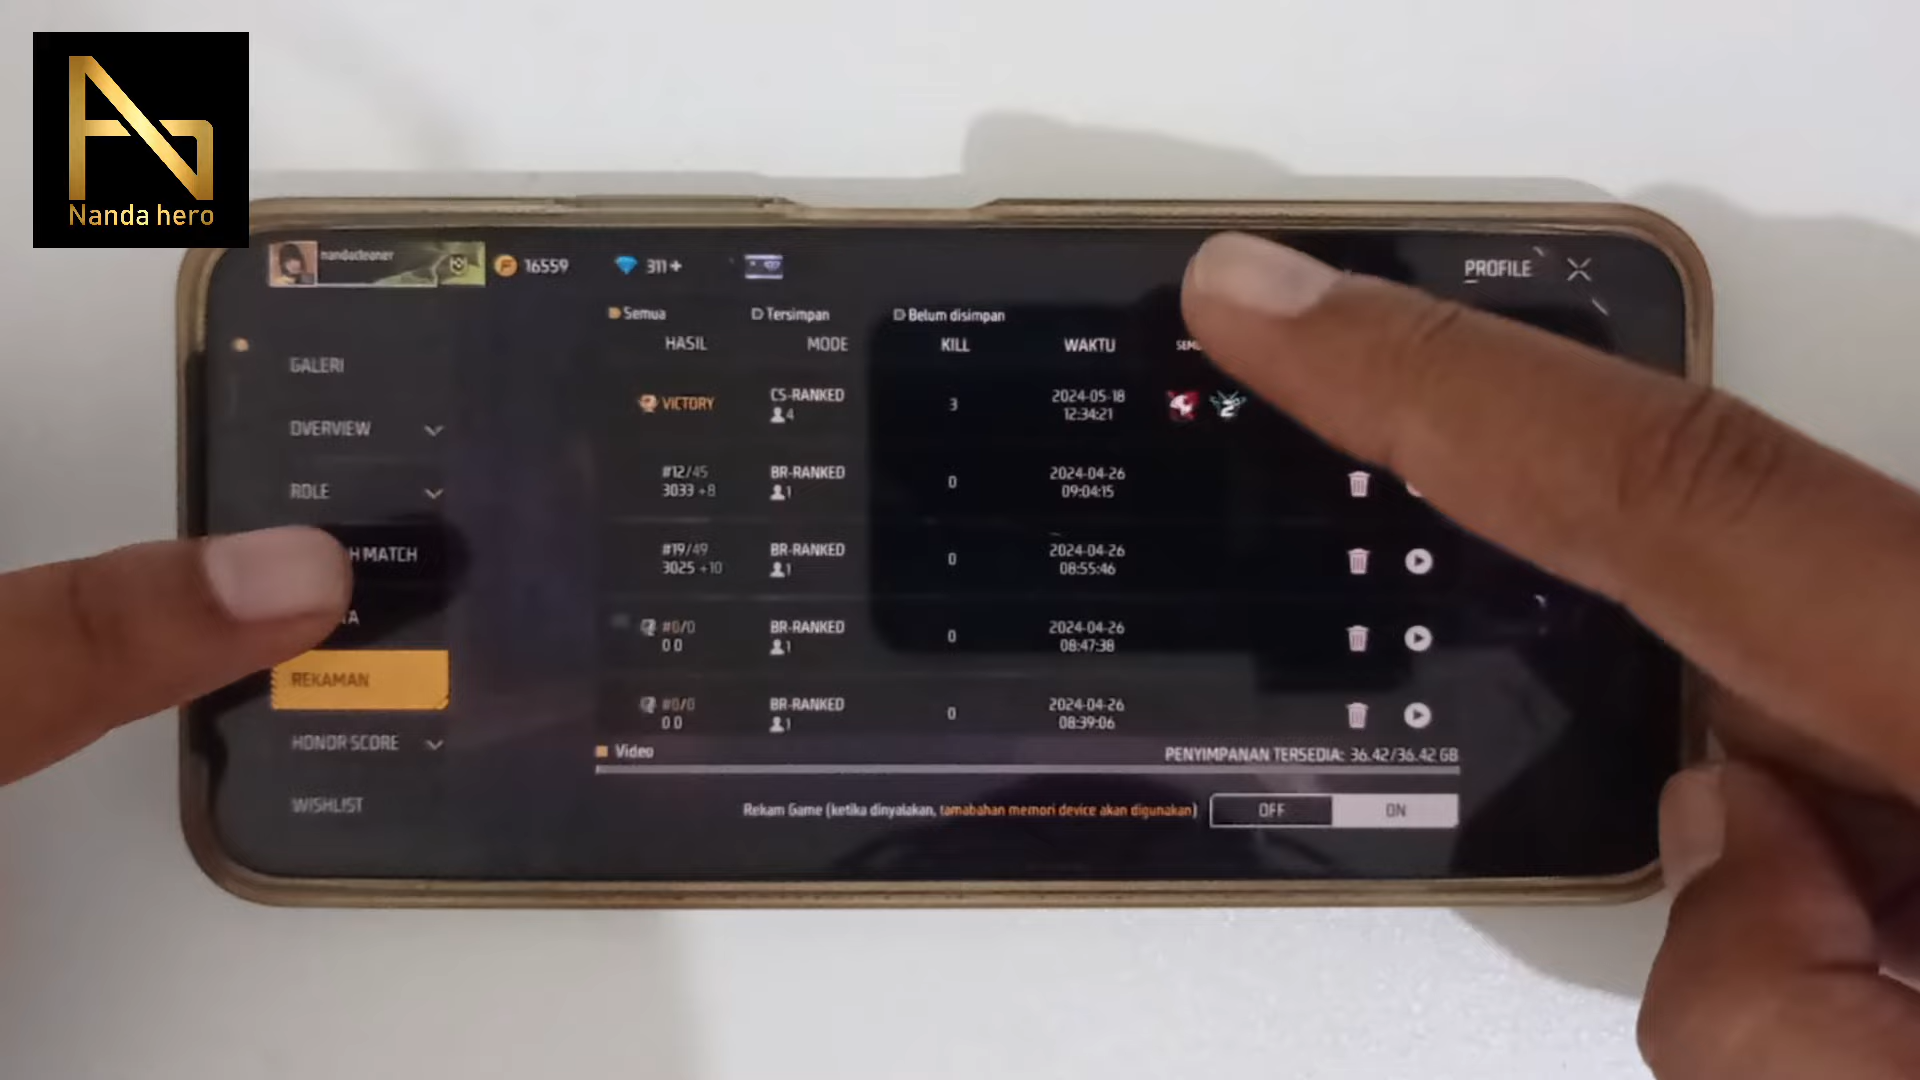 Nanda hero
nandacleaner
16559
311+
PROFILE
Semua
Tersimpan
Belum disimpan
HASIL
MODE
KILL
WAKTU
GALERI
OVERVIEW
ROLE
H MATCH
REKAMAN
HONOR SCORE
WISHLIST
VICTORY
CS-RANKED
4
3
2024-05-18
12:34:21
#12/45
3033 +8
BR-RANKED
1
0
2024-04-26
09:04:15
#19/49
3025 +10
BR-RANKED
1
0
2024-04-26
08:55:46
#0/0
0 0
BR-RANKED
1
0
2024-04-26
08:47:38
#0/0
0 0
BR-RANKED
1
0
2024-04-26
08:39:06
Video
PENYIMPANAN TERSEDIA: 36.42/36.42 GB
Rekam Game (ketika dinyalakan, tamabahan memori device akan digunakan)
OFF
ON